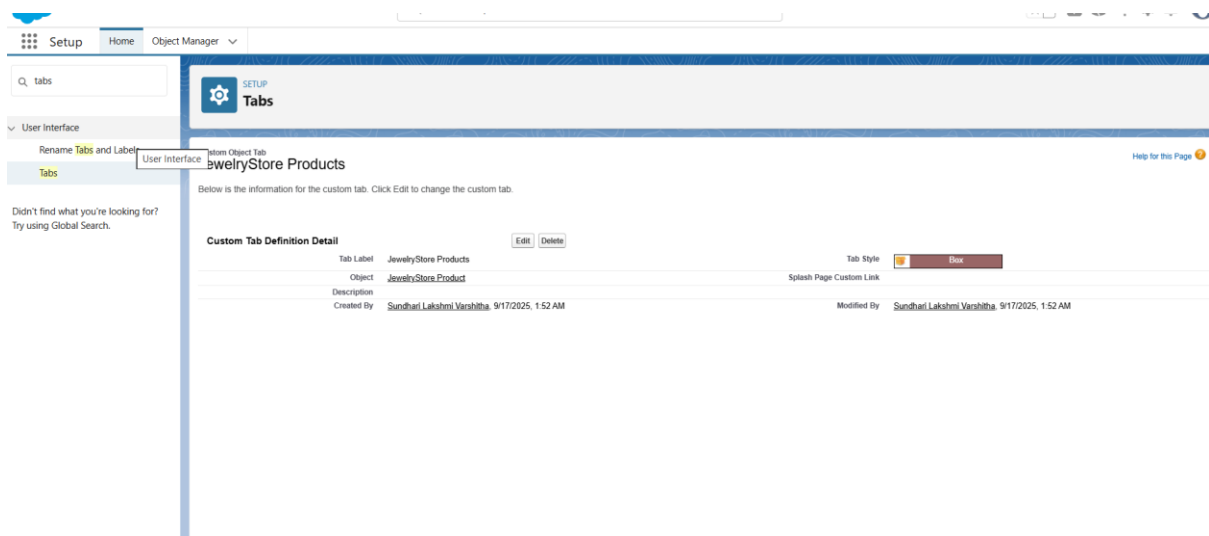 Setup Home Object Manager
tabs
SETUP
Tabs
User Interface
Rename Tabs and Labels
User Interface
Tabs
Custom Object Tab
JewelryStore Products
Help for this Page
Below is the information for the custom tab. Click Edit to change the custom tab.
Didn't find what you're looking for?
Try using Global Search.
Custom Tab Definition Detail Edit Delete
Tab Label JewelryStore Products Tab Style Box
Object JewelryStore Product Splash Page Custom Link
Description
Created By Sundhari Lakshmi Varshitha, 9/17/2025, 1:52 AM Modified By Sundhari Lakshmi Varshitha, 9/17/2025, 1:52 AM